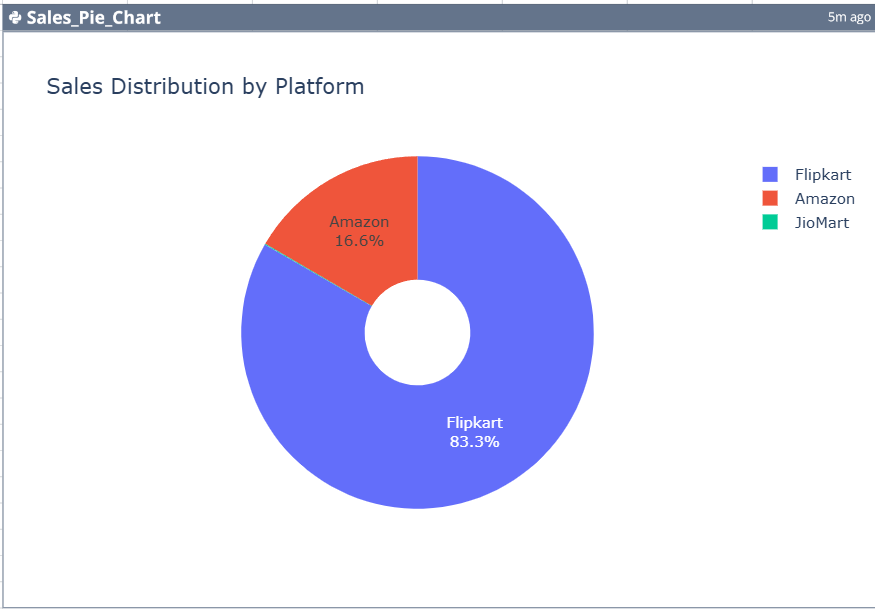 Sales_Pie_Chart
5m ago
Sales Distribution by Platform
Flipkart
Amazon
JioMart
Amazon
16.6%
Flipkart
83.3%